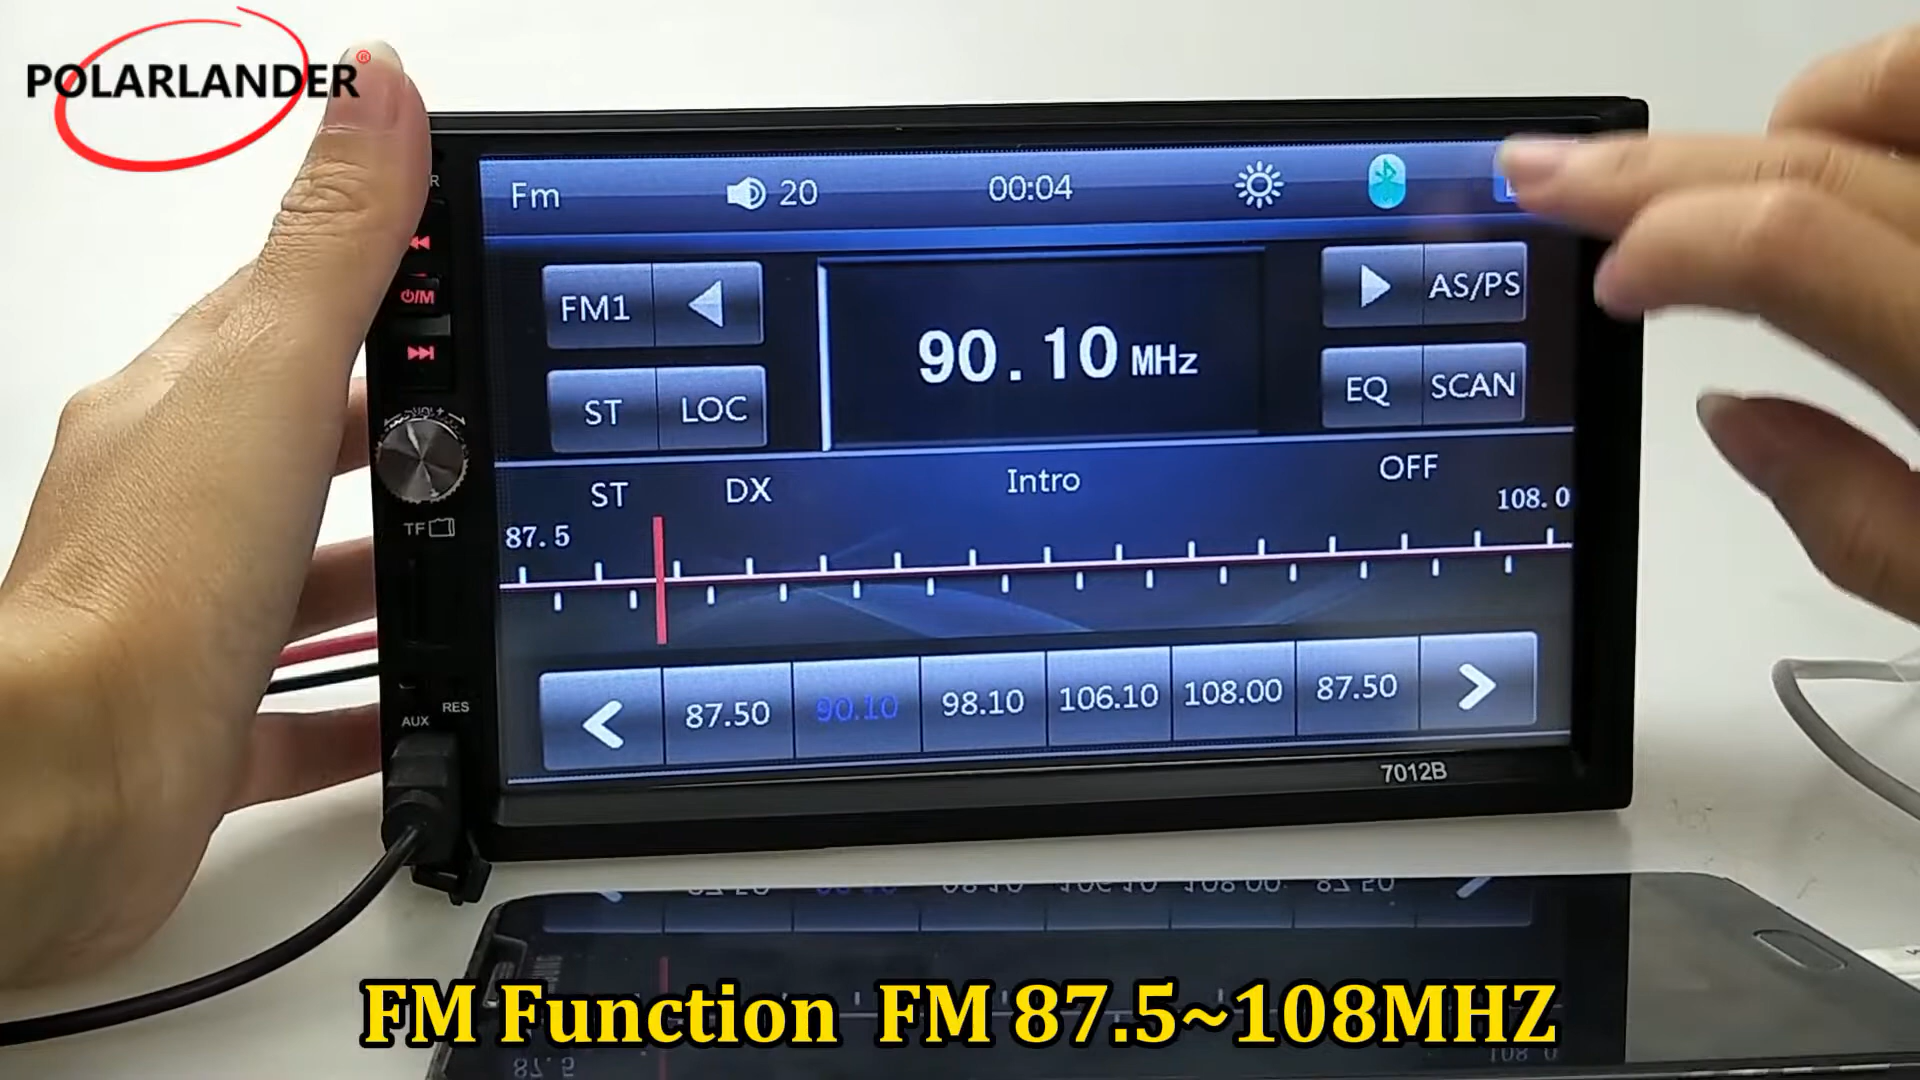 POLARLANDER®
R
Fm 20 00:04
FM1 AS/PS
ST LOC
90.10 MHz
EQ SCAN
ST DX Intro OFF
87.5 108.0
87.50 90.10 98.10 106.10 108.00 87.50
7012B
⏻/M
VOL
TF
RES
AUX
FM Function FM 87.5~108MHZ